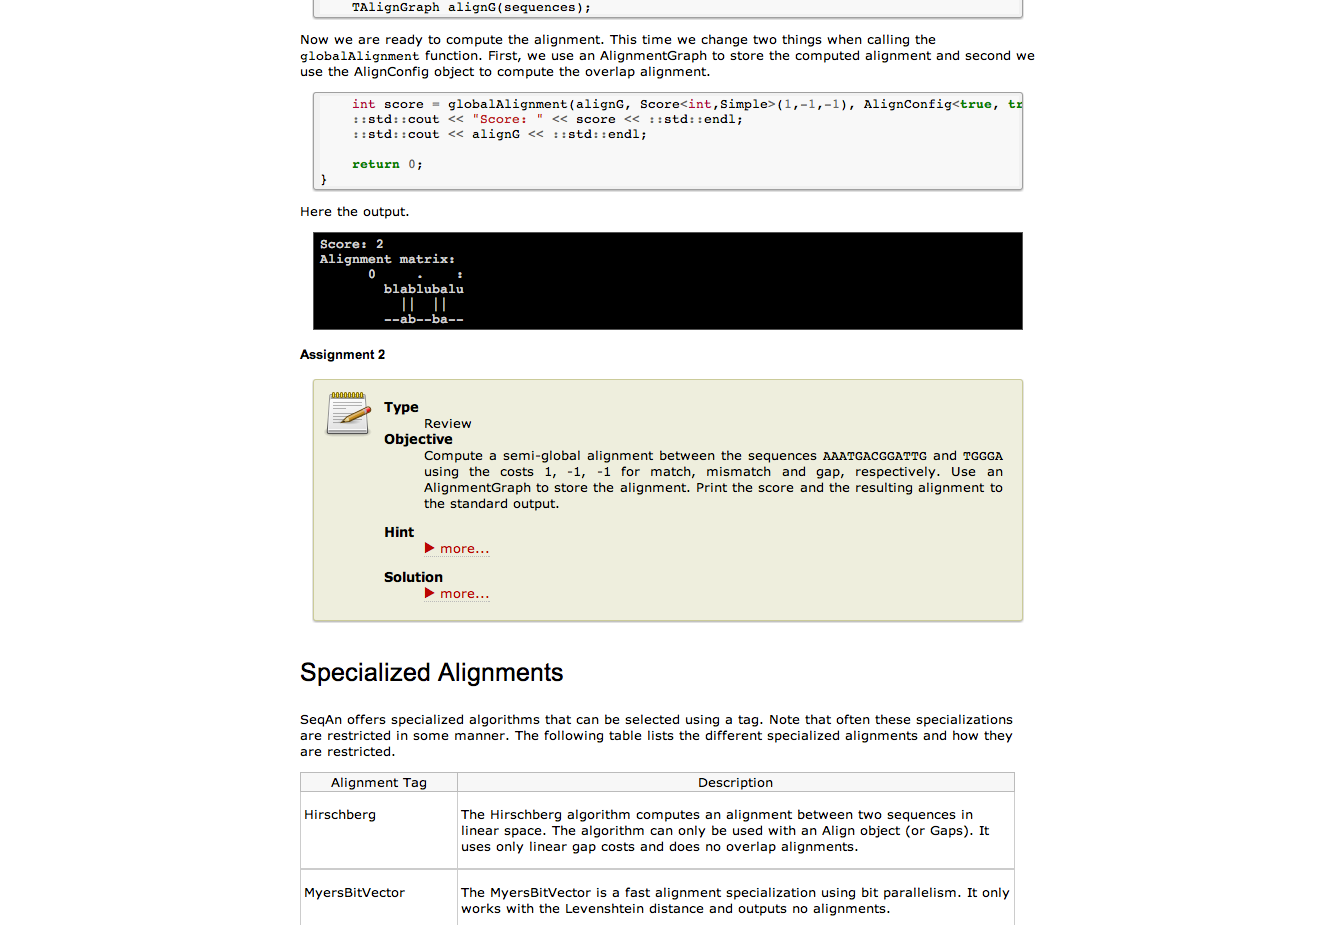 TAlignGraph alignG(sequences);
Now we are ready to compute the alignment. This time we change two things when calling the
globalAlignment function. First, we use an AlignmentGraph to store the computed alignment and second we
use the AlignConfig object to compute the overlap alignment.
int score = globalAlignment(alignG, Score<int,Simple>(1,-1,-1), AlignConfig<true, tr
::std::cout << "Score: " << score << ::std::endl;
::std::cout << alignG << ::std::endl;
return 0;
}
Here the output.
Score: 2
Alignment matrix:
0 . :
blablubalu
|| ||
--ab--ba--
Assignment 2
Type
Review
Objective
Compute a semi-global alignment between the sequences AAATGACGGATTG and TGGGA
using the costs 1, -1, -1 for match, mismatch and gap, respectively. Use an
AlignmentGraph to store the alignment. Print the score and the resulting alignment to
the standard output.
Hint
more...
Solution
more...
Specialized Alignments
SeqAn offers specialized algorithms that can be selected using a tag. Note that often these specializations
are restricted in some manner. The following table lists the different specialized alignments and how they
are restricted.
Alignment Tag Description
Hirschberg The Hirschberg algorithm computes an alignment between two sequences in
linear space. The algorithm can only be used with an Align object (or Gaps). It
uses only linear gap costs and does no overlap alignments.
MyersBitVector The MyersBitVector is a fast alignment specialization using bit parallelism. It only
works with the Levenshtein distance and outputs no alignments.